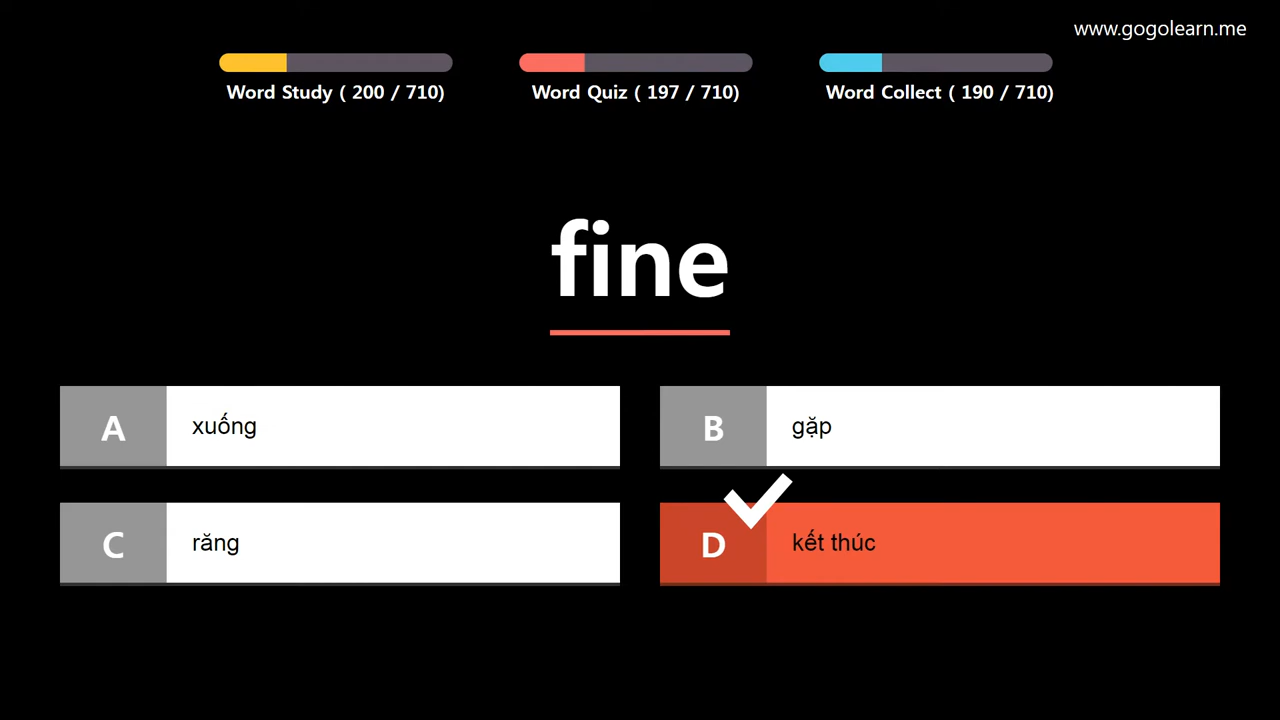 www.gogolearn.me
Word Study ( 200 / 710)
Word Quiz ( 197 / 710)
Word Collect ( 190 / 710)
fine
A xuống
B gặp
C răng
D kết thúc